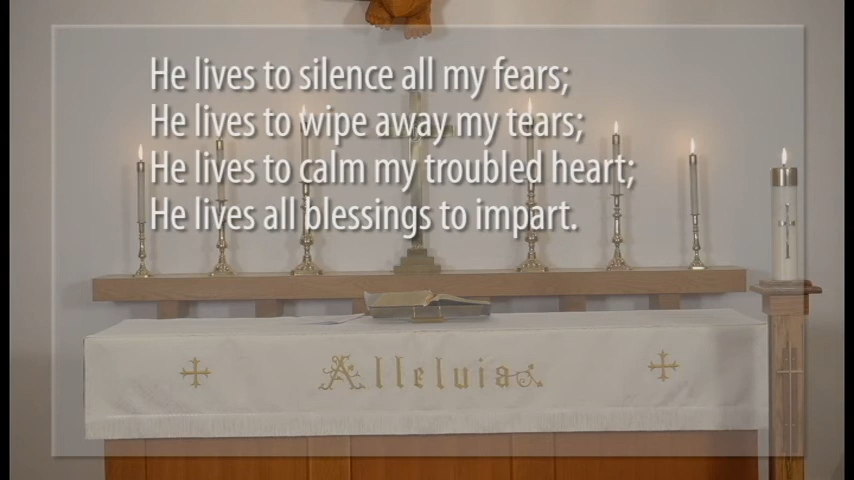 He lives to silence all my fears;
He lives to wipe away my tears;
He lives to calm my troubled heart;
He lives all blessings to impart.
Alleluia